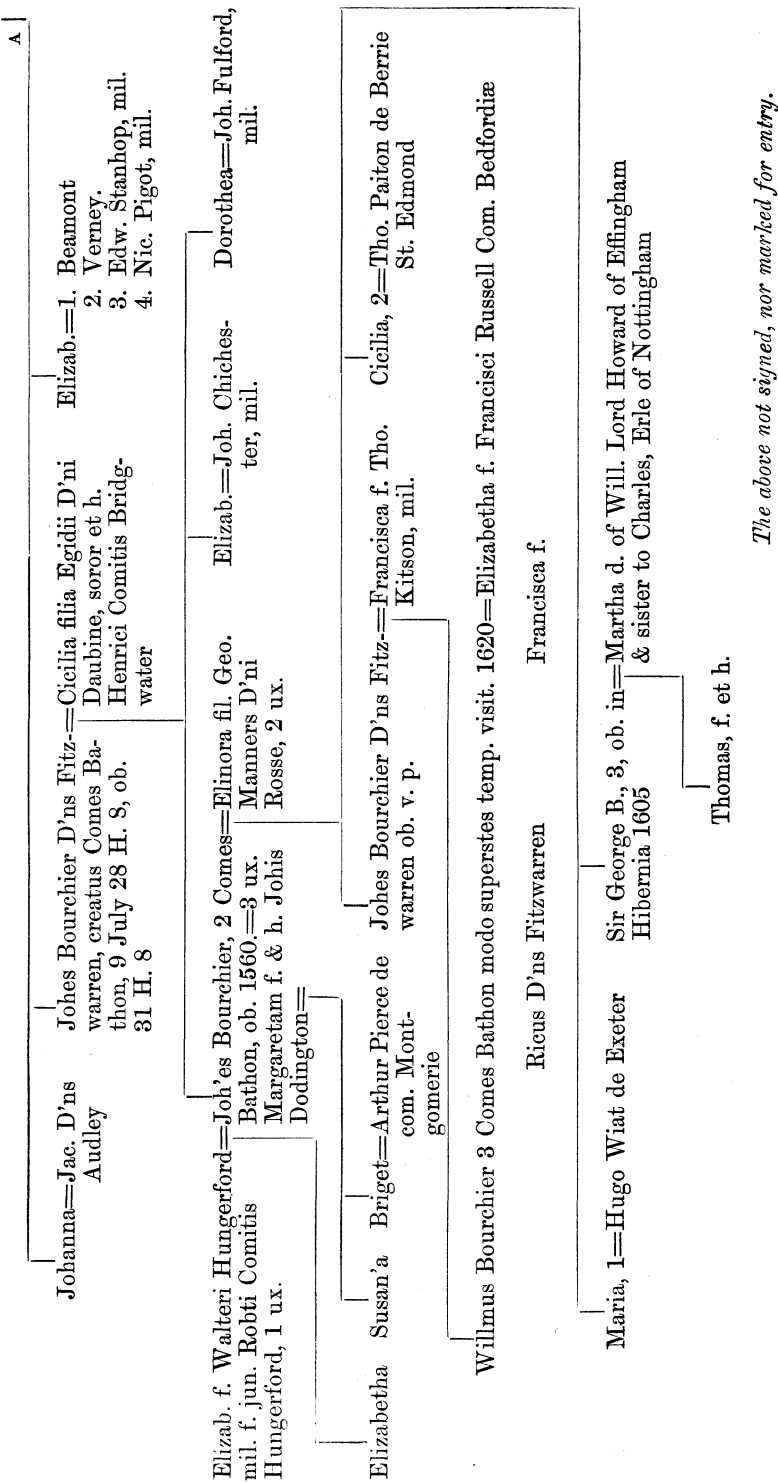 A
Johanna=Jac. D'ns
Audley
Johes Bourchier D'ns Fitz-=Cicilia filia Egidii D'ni
warren, creatus Comes Ba-
thon, 9 July 28 H. 8, ob.
31 H. 8
Daubine, soror et h.
Henrici Comitis Bridg-
water
Elizab.=1. Beamont
2. Verney.
3. Edw. Stanhop, mil.
4. Nic. Pigot, mil.
Elizab. f. Walteri Hungerford=Joh'es Bourchier, 2 Comes=Elinora fil. Geo.
mil. f. jun. Robti Comitis
Hungerford, 1 ux.
Bathon, ob. 1560.=3 ux.
Margaretam f. & h. Johis
Dodington=
Manners D'ni
Rosse, 2 ux.
Elizab.=Joh. Chiches-
ter, mil.
Dorothea=Joh. Fulford,
mil.
Elizabetha
Susan'a
Briget=Arthur Pierce de
com. Mont-
gomerie
Johes Bourchier D'ns Fitz-=Francisca f. Tho.
warren ob. v. p.
Kitson, mil.
Cicilia, 2=Tho. Paiton de Berrie
St. Edmond
Willmus Bourchier 3 Comes Bathon modo superstes temp. visit. 1620=Elizabetha f. Francisci Russell Com. Bedfordiæ
Ricus D'ns Fitzwarren
Francisca f.
Maria, 1=Hugo Wiat de Exeter
Sir George B., 3, ob. in=Martha d. of Will. Lord Howard of Effingham
Hibernia 1605
& sister to Charles, Erle of Nottingham
Thomas, f. et h.
The above not signed, nor marked for entry.